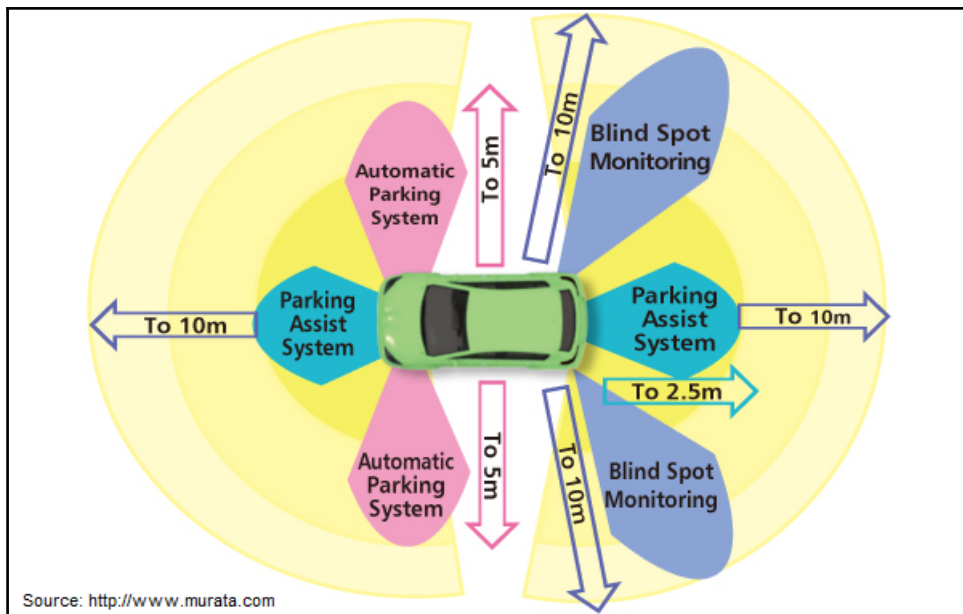 Automatic
Parking
System
To 5m
To 10m
Blind Spot
Monitoring
To 10m
Parking
Assist
System
Parking
Assist
System
To 10m
To 2.5m
Automatic
Parking
System
To 5m
To 10m
Blind Spot
Monitoring
Source: http://www.murata.com